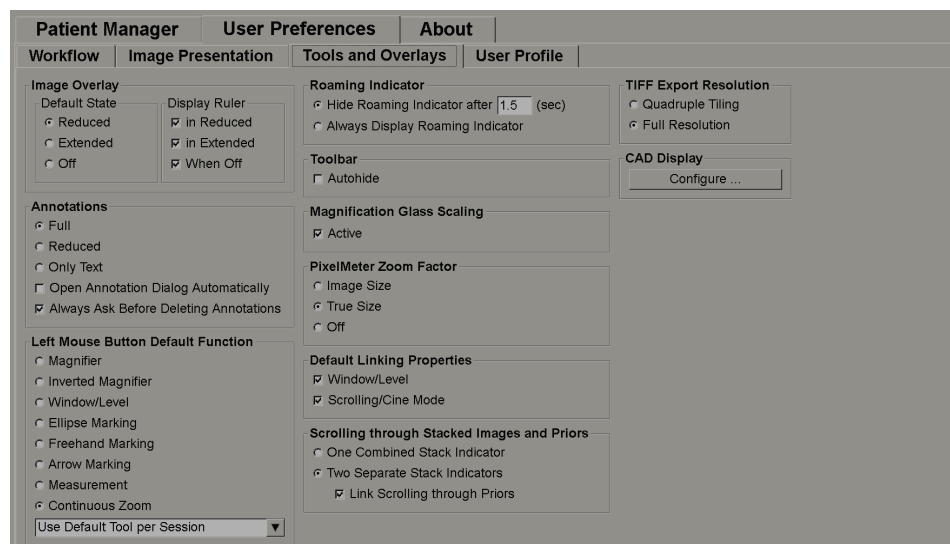 Patient Manager
User Preferences
About
Workflow
Image Presentation
Tools and Overlays
User Profile
Image Overlay
Default State
Reduced
Extended
Off
Display Ruler
in Reduced
in Extended
When Off
Annotations
Full
Reduced
Only Text
Open Annotation Dialog Automatically
Always Ask Before Deleting Annotations
Left Mouse Button Default Function
Magnifier
Inverted Magnifier
Window/Level
Ellipse Marking
Freehand Marking
Arrow Marking
Measurement
Continuous Zoom
Use Default Tool per Session
Roaming Indicator
Hide Roaming Indicator after 1.5 (sec)
Always Display Roaming Indicator
Toolbar
Autohide
Magnification Glass Scaling
Active
PixelMeter Zoom Factor
Image Size
True Size
Off
Default Linking Properties
Window/Level
Scrolling/Cine Mode
Scrolling through Stacked Images and Priors
One Combined Stack Indicator
Two Separate Stack Indicators
Link Scrolling through Priors
TIFF Export Resolution
Quadruple Tiling
Full Resolution
CAD Display
Configure ...